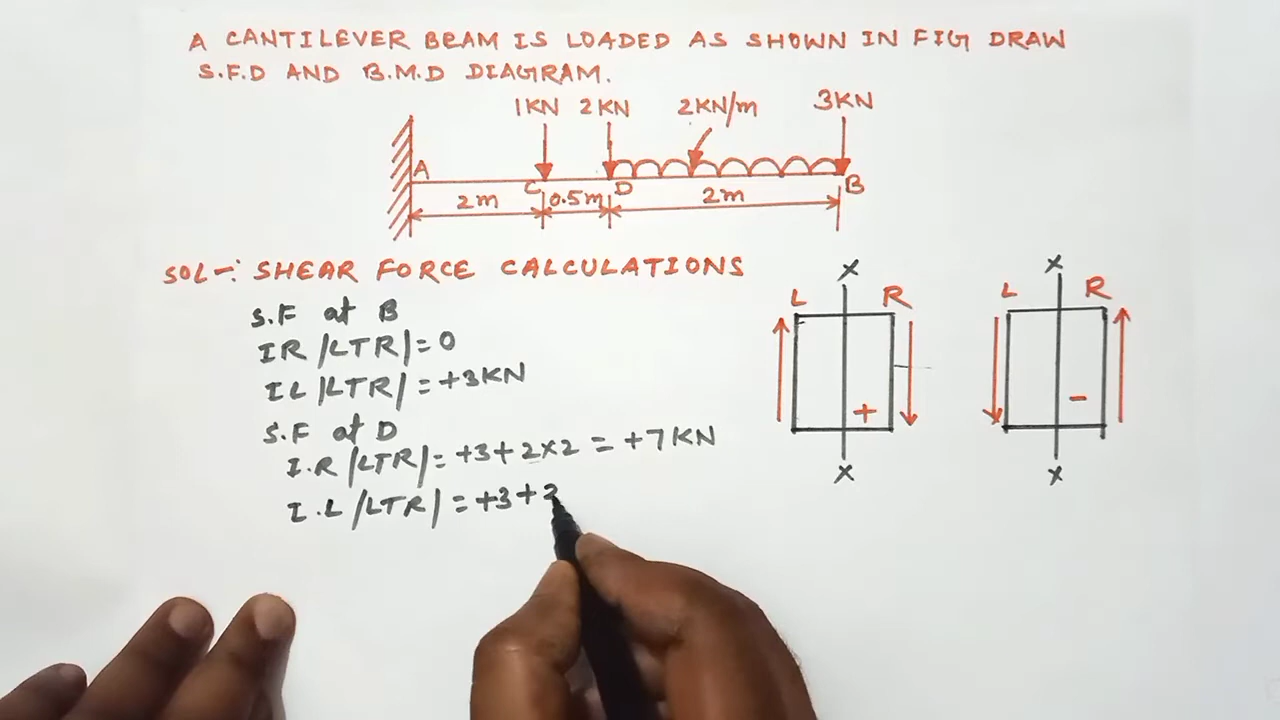 A CANTILEVER BEAM IS LOADED AS SHOWN IN FIG DRAW
S.F.D AND B.M.D DIAGRAM.
1KN 2KN 2KN/m 3KN
A C D B
2m 0.5m 2m
SOL-: SHEAR FORCE CALCULATIONS
S.F at B
IR /LTR/ = 0
IL /LTR/ = +3KN
S.F at D
I.R /LTR/ = +3+2×2 = +7KN
I.L /LTR/ = +3+2
X X
L R L R
+ -
X X